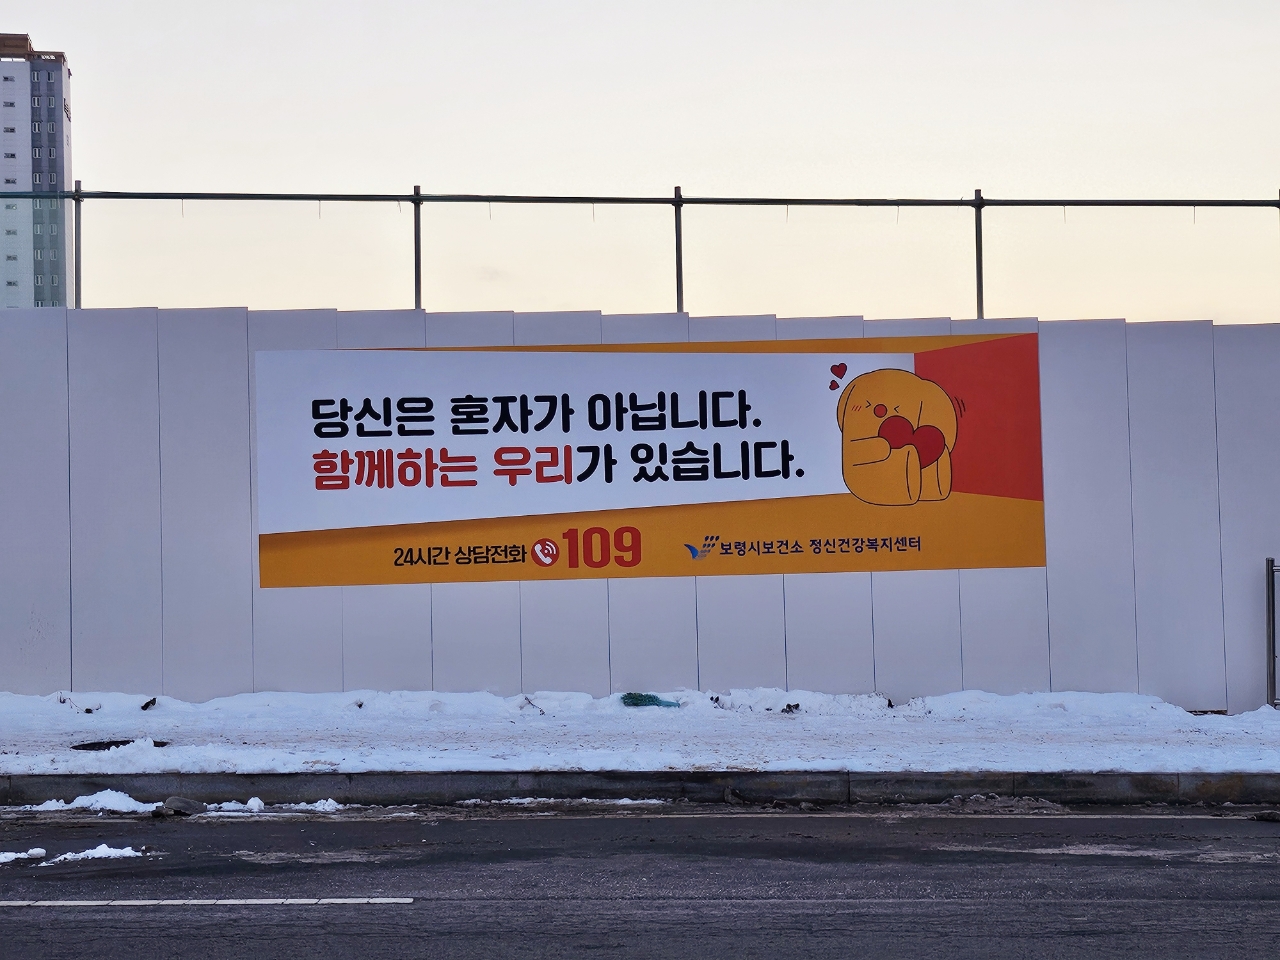 당신은 혼자가 아닙니다.
함께하는 우리가 있습니다.
24시간 상담전화 109
보령시보건소 정신건강복지센터